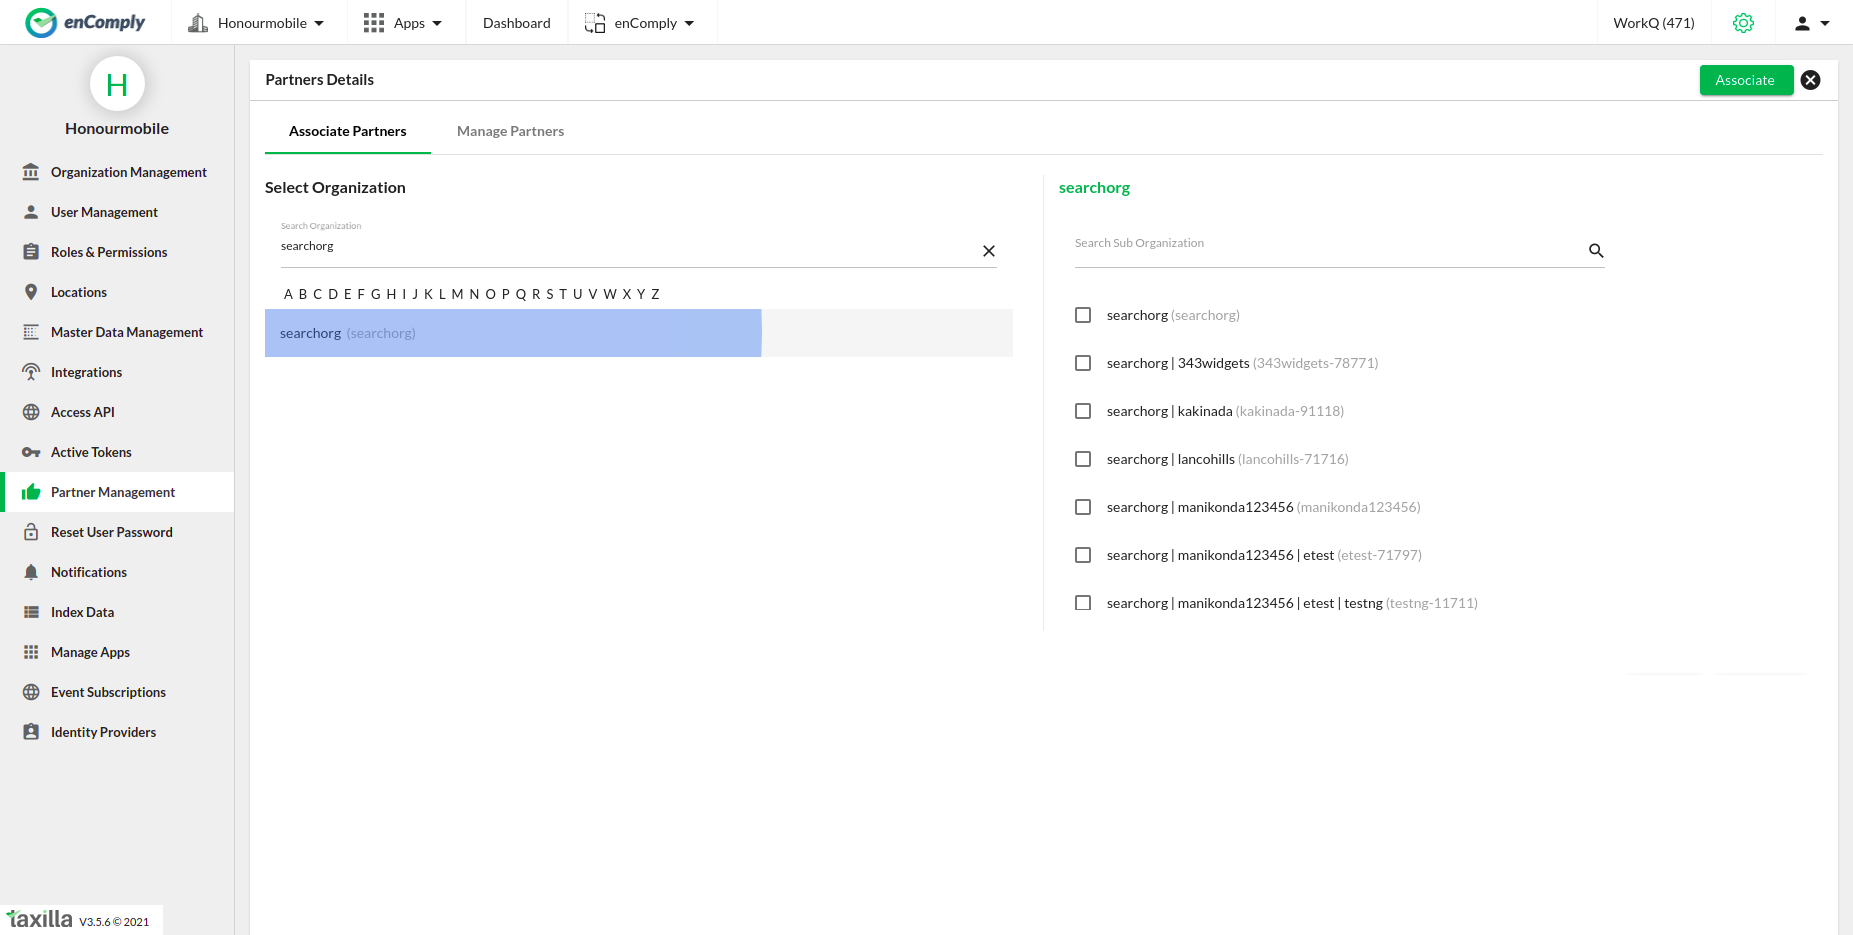 enComply
Honourmobile
Apps
Dashboard
enComply
WorkQ (471)
H
Honourmobile
Organization Management
User Management
Roles & Permissions
Locations
Master Data Management
Integrations
Access API
Active Tokens
Partner Management
Reset User Password
Notifications
Index Data
Manage Apps
Event Subscriptions
Identity Providers
taxilla V3.5.6 © 2021
Partners Details
Associate
Associate Partners
Manage Partners
Select Organization
Search Organization
searchorg
A B C D E F G H I J K L M N O P Q R S T U V W X Y Z
searchorg (searchorg)
searchorg
Search Sub Organization
searchorg (searchorg)
searchorg | 343widgets (343widgets-78771)
searchorg | kakinada (kakinada-91118)
searchorg | lancohills (lancohills-71716)
searchorg | manikonda123456 (manikonda123456)
searchorg | manikonda123456 | etest (etest-71797)
searchorg | manikonda123456 | etest | testng (testng-11711)